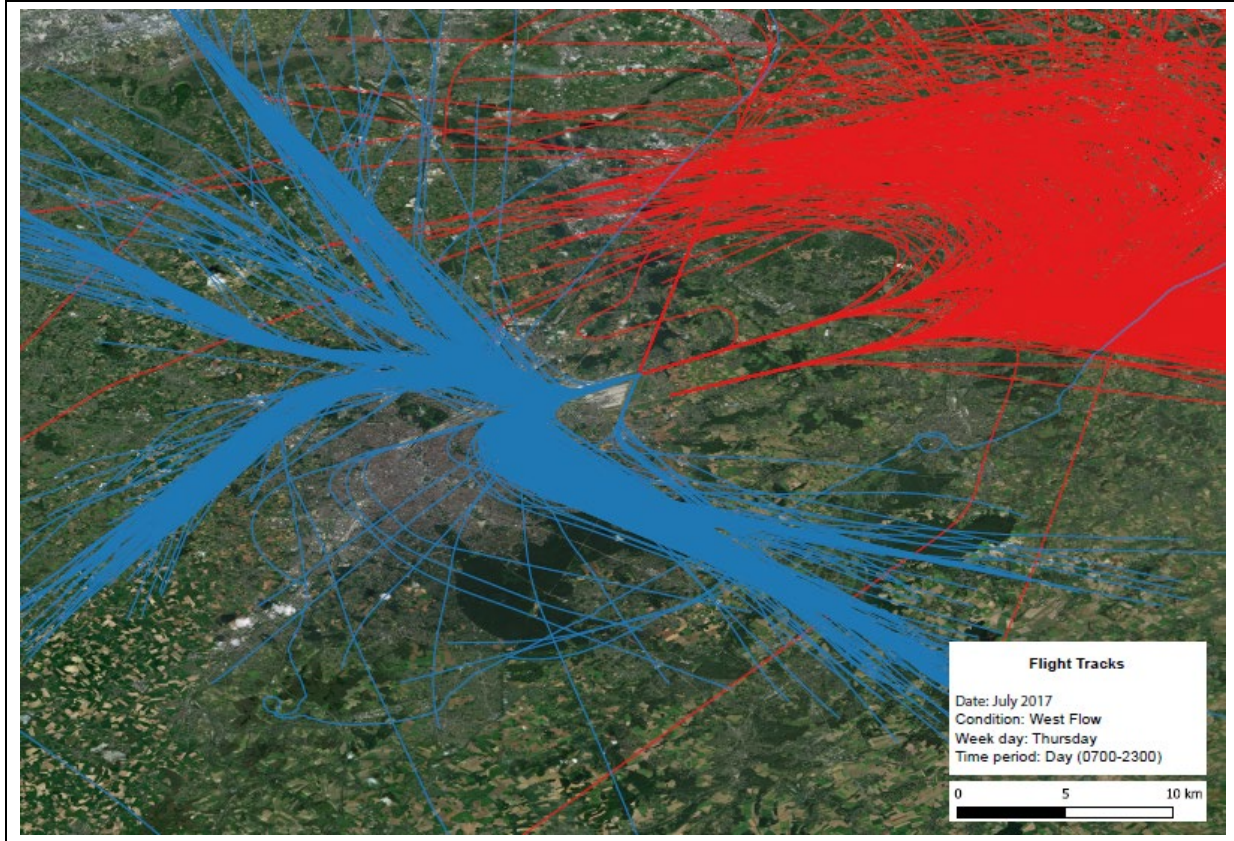 Flight Tracks
Date: July 2017
Condition: West Flow
Week day: Thursday
Time period: Day (0700-2300)
0 5 10 km